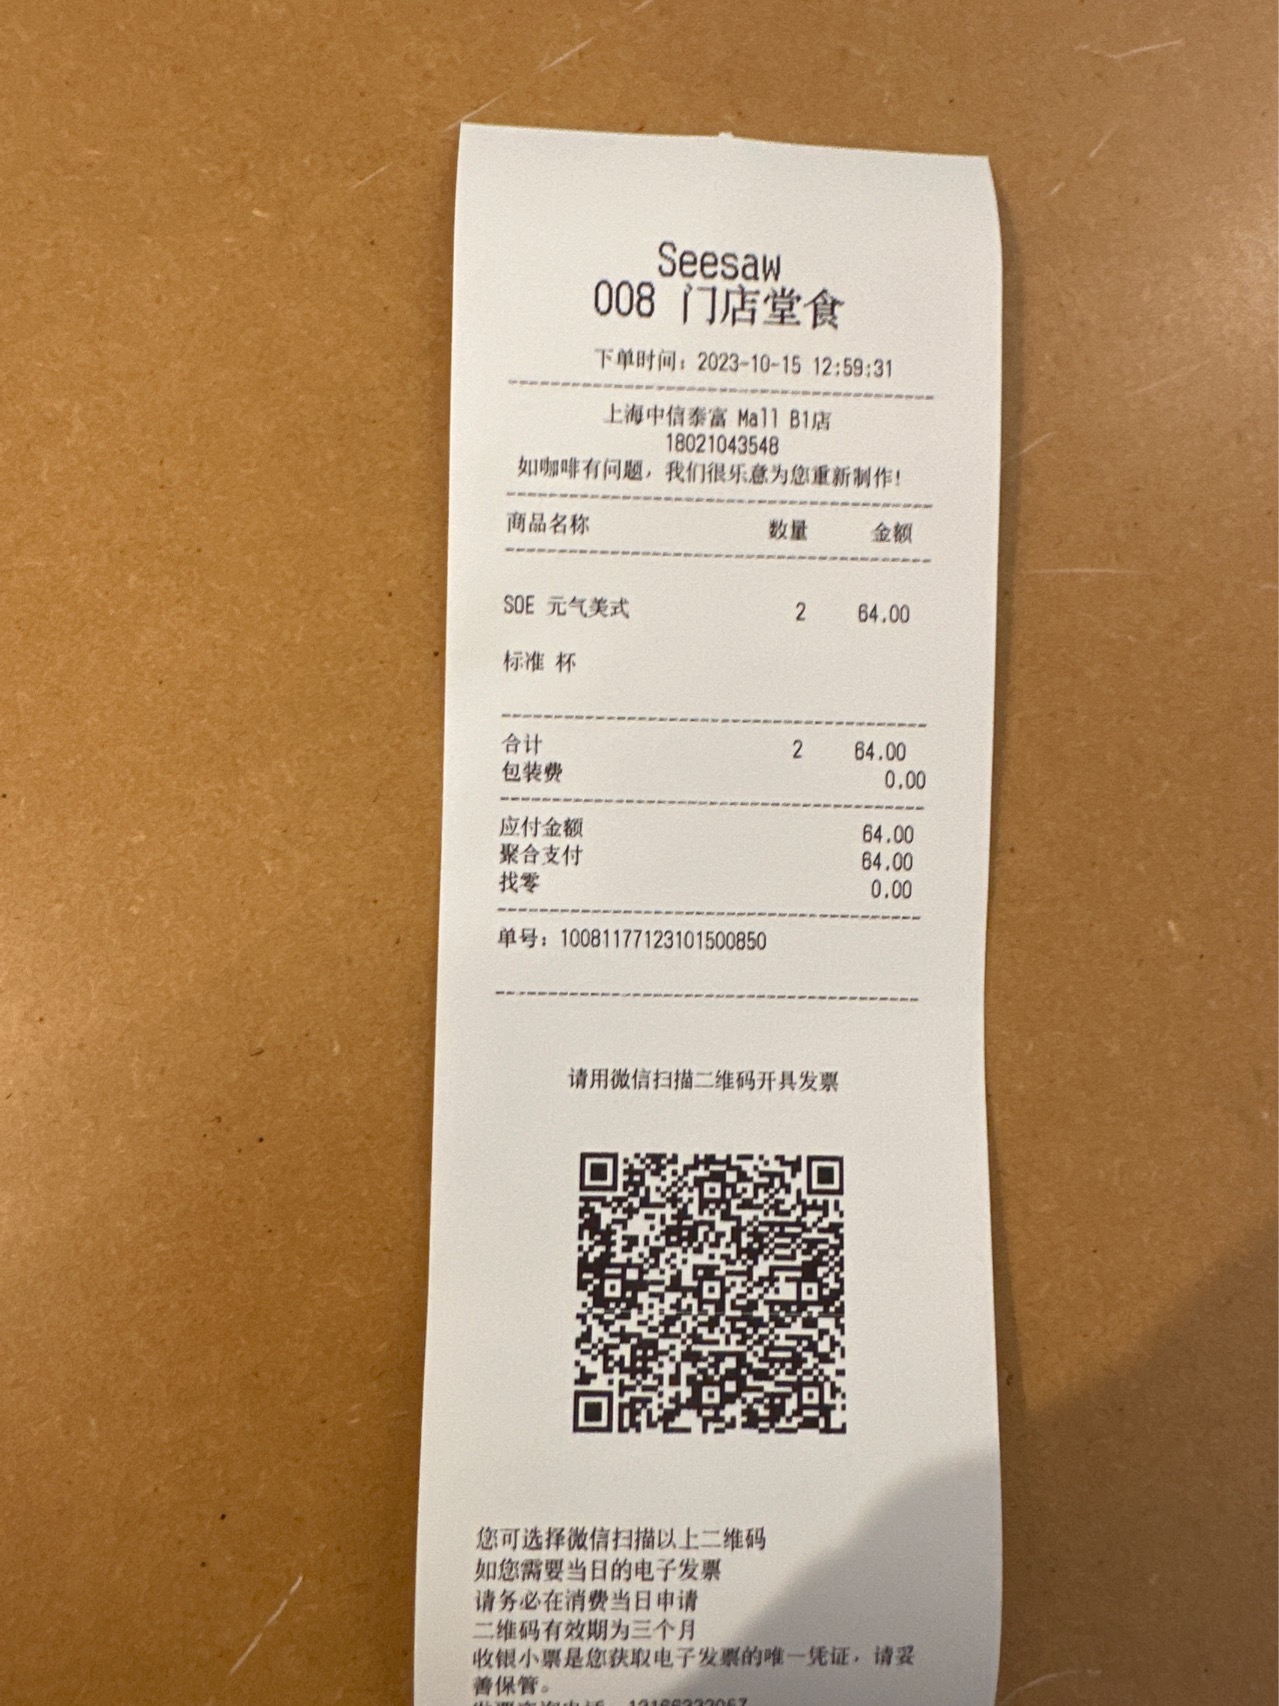 Seesaw
008 门店堂食
下单时间：2023-10-15 12:59:31
上海中信泰富 Mall B1店
18021043548
如咖啡有问题，我们很乐意为您重新制作！
商品名称 数量 金额
SOE 元气美式 2 64.00
标准 杯
合计 2 64.00
包装费 0.00
应付金额 64.00
聚合支付 64.00
找零 0.00
单号：10081177123101500850
请用微信扫描二维码开具发票
您可选择微信扫描以上二维码
如您需要当日的电子发票
请务必在消费当日申请
二维码有效期为三个月
收银小票是您获取电子发票的唯一凭证，请妥
善保管。